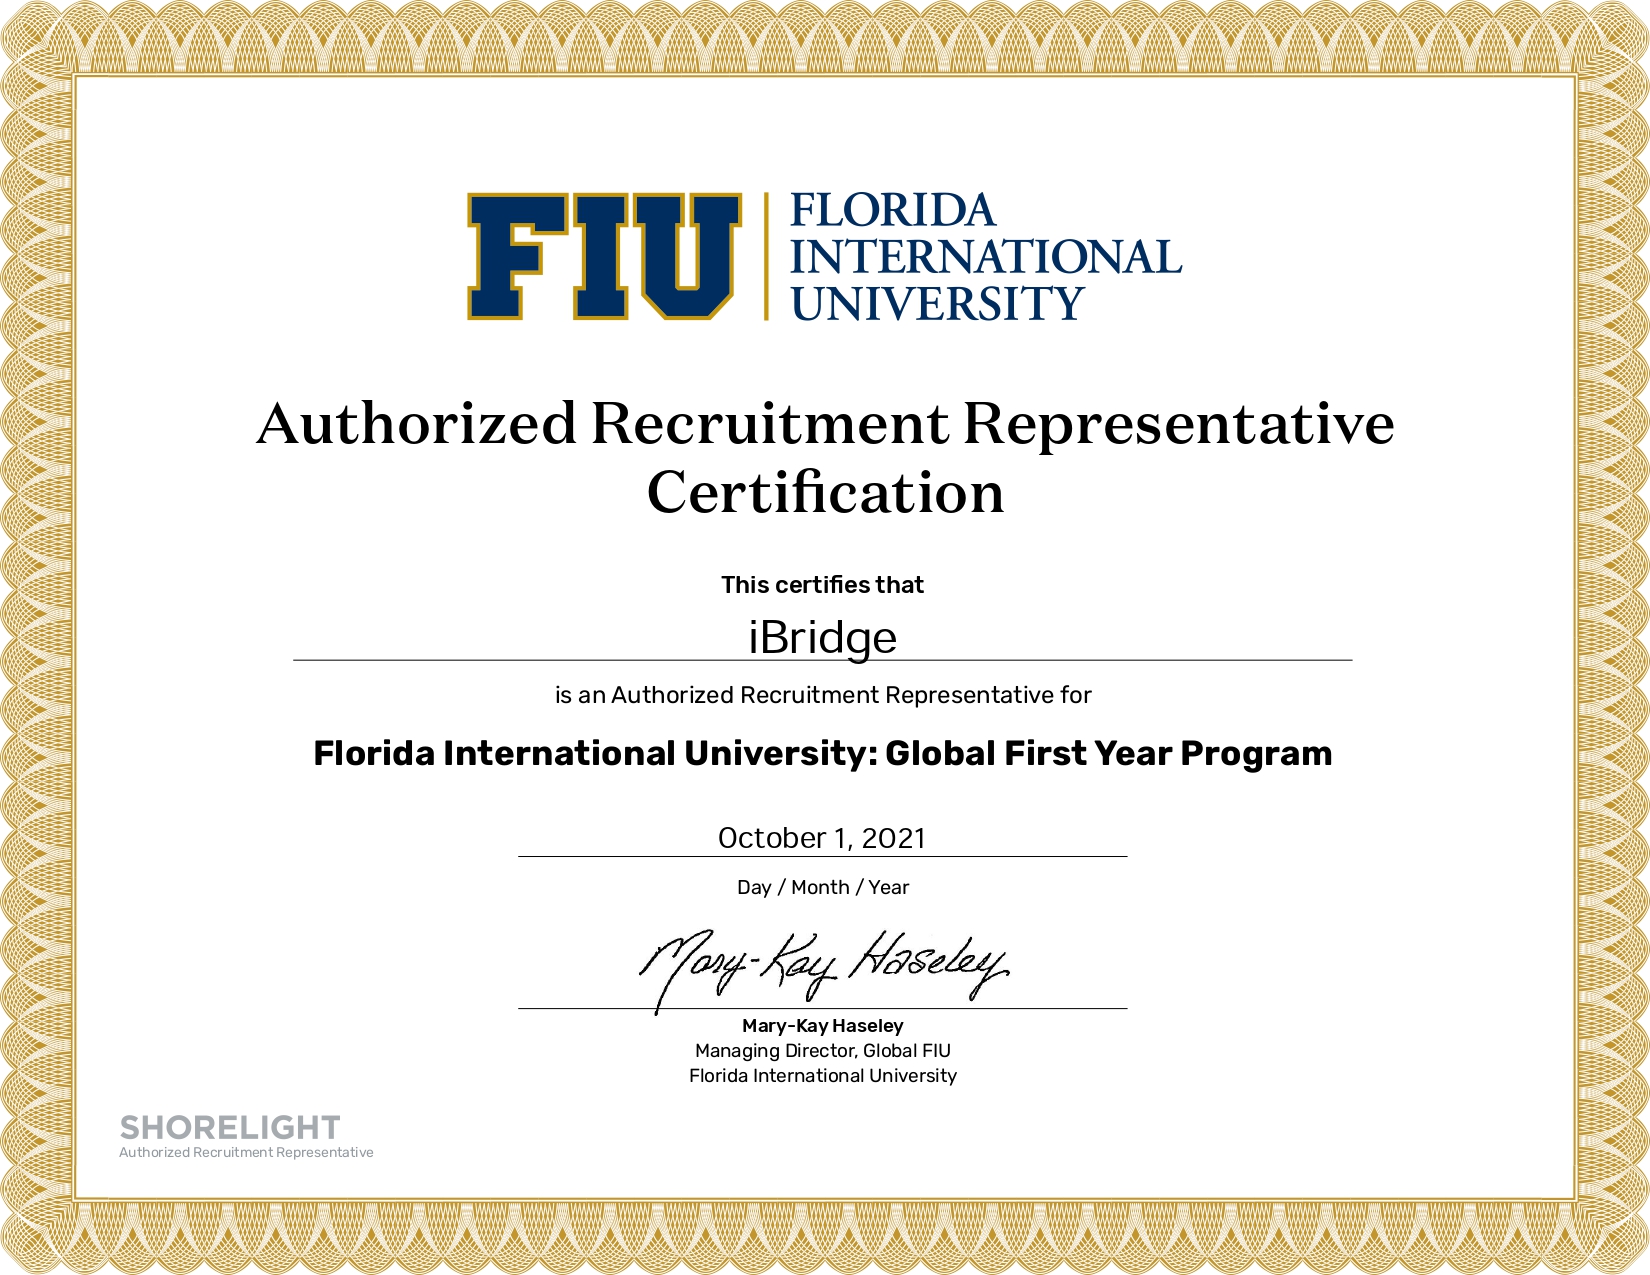 FIU
FLORIDA
INTERNATIONAL
UNIVERSITY
Authorized Recruitment Representative
Certification
This certifies that
iBridge
is an Authorized Recruitment Representative for
Florida International University: Global First Year Program
October 1, 2021
Day / Month / Year
Mary-Kay Haseley
Mary-Kay Haseley
Managing Director, Global FIU
Florida International University
SHORELIGHT
Authorized Recruitment Representative